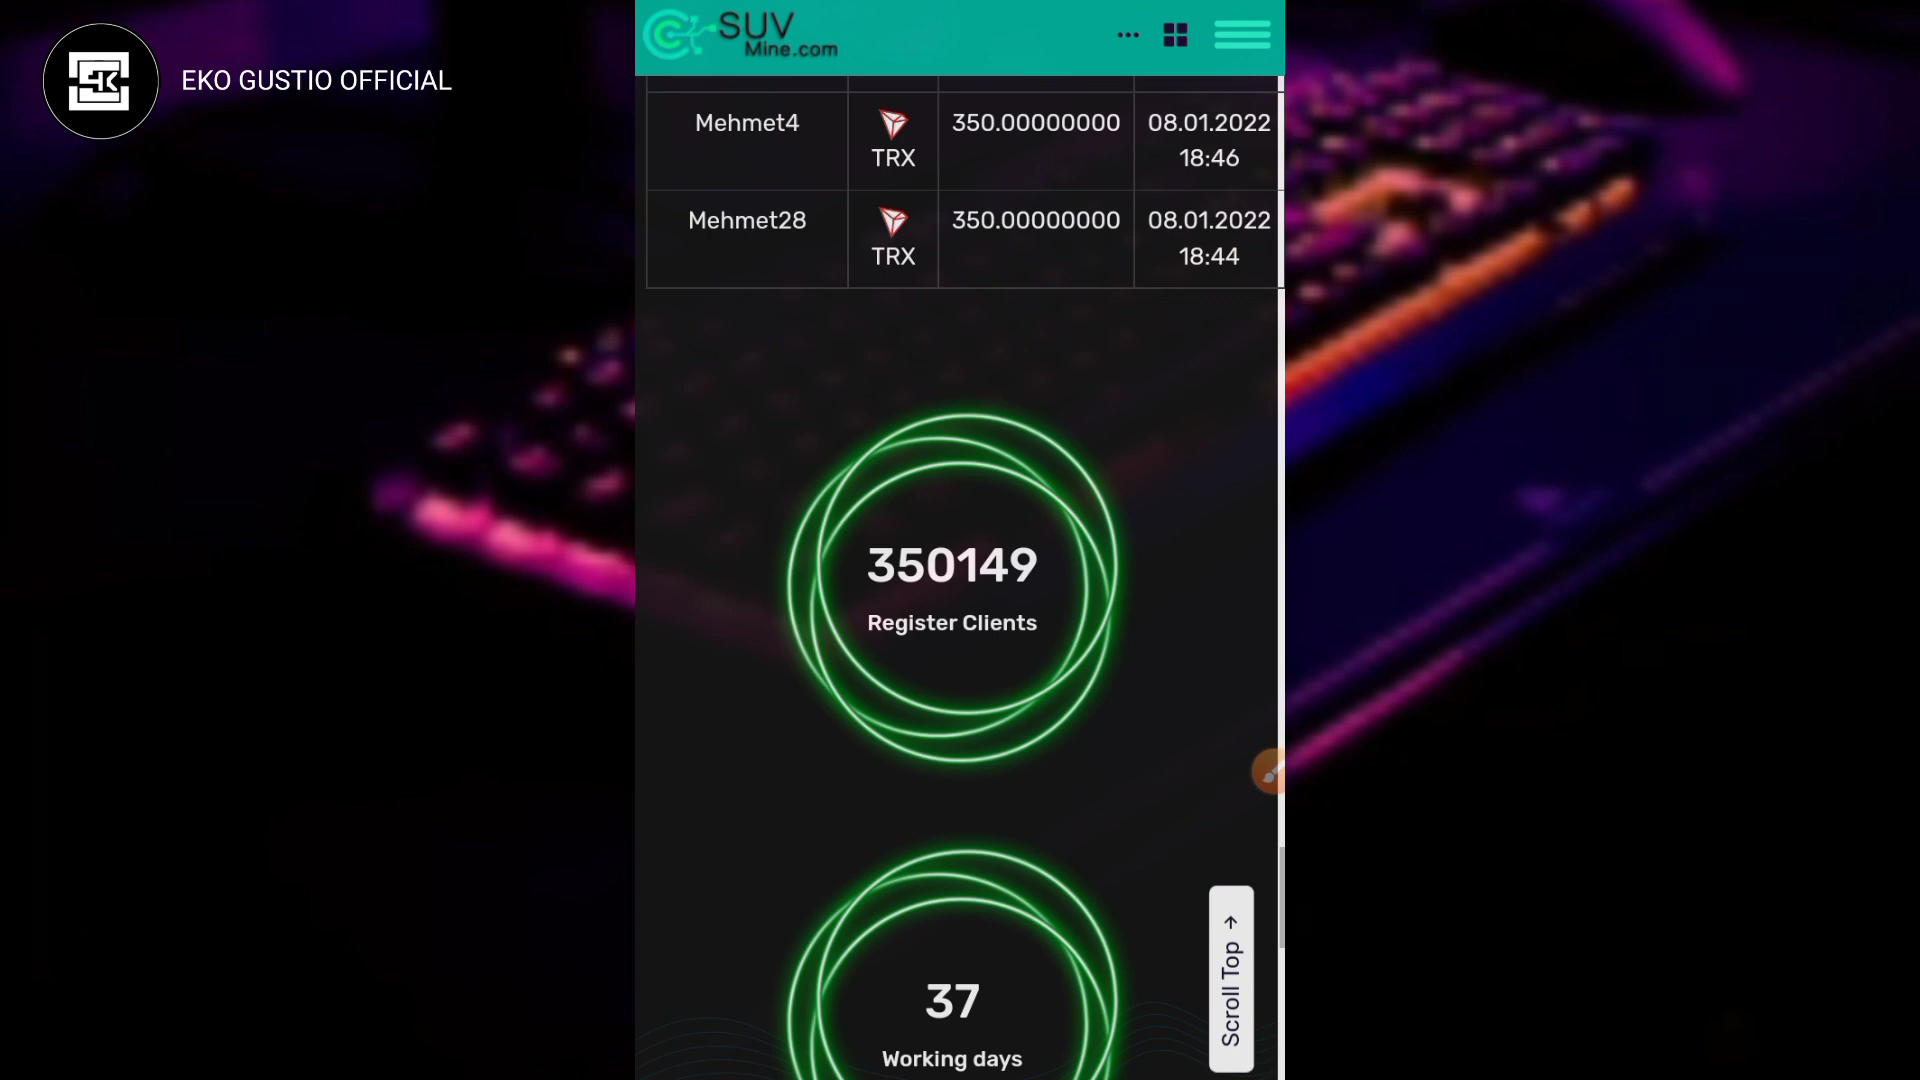 EKO GUSTIO OFFICIAL
SUV
Mine.com
Mehmet4 TRX 350.00000000 08.01.2022 18:46
Mehmet28 TRX 350.00000000 08.01.2022 18:44
350149
Register Clients
37
Working days
Scroll Top →